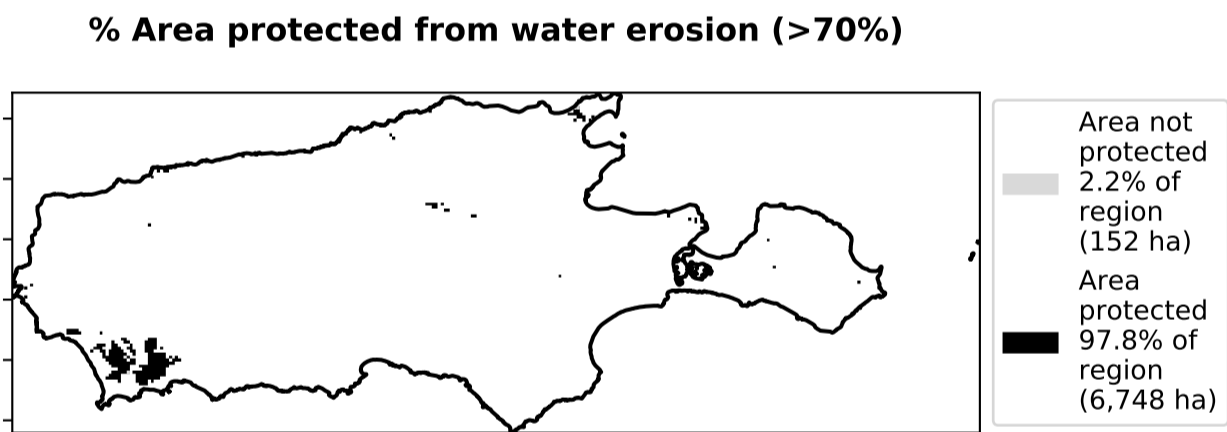 % Area protected from water erosion (>70%)
Area not
protected
2.2% of
region
(152 ha)
Area
protected
97.8% of
region
(6,748 ha)